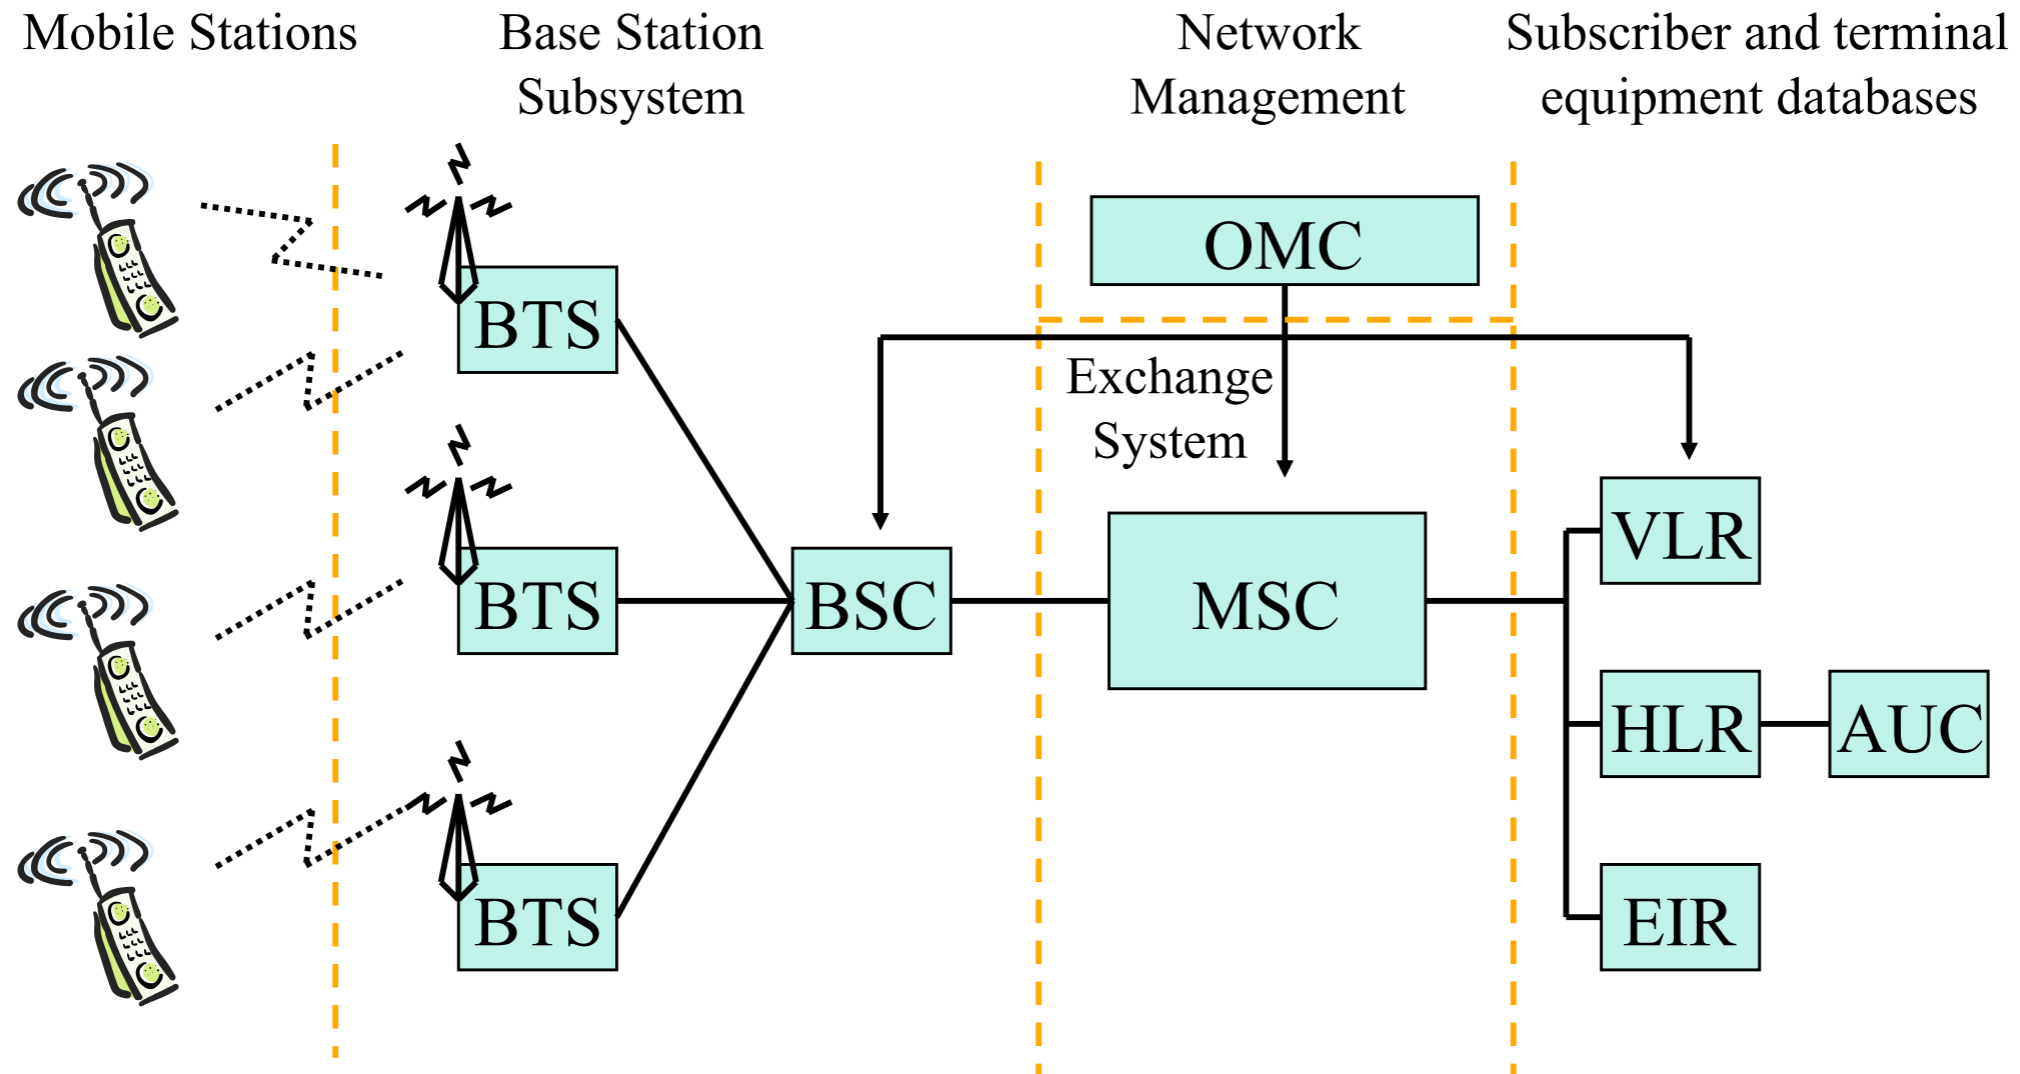 Mobile Stations
Base Station
Subsystem
Network
Management
Subscriber and terminal
equipment databases
OMC
BTS
Exchange
System
BTS
BSC
MSC
VLR
HLR
AUC
BTS
EIR